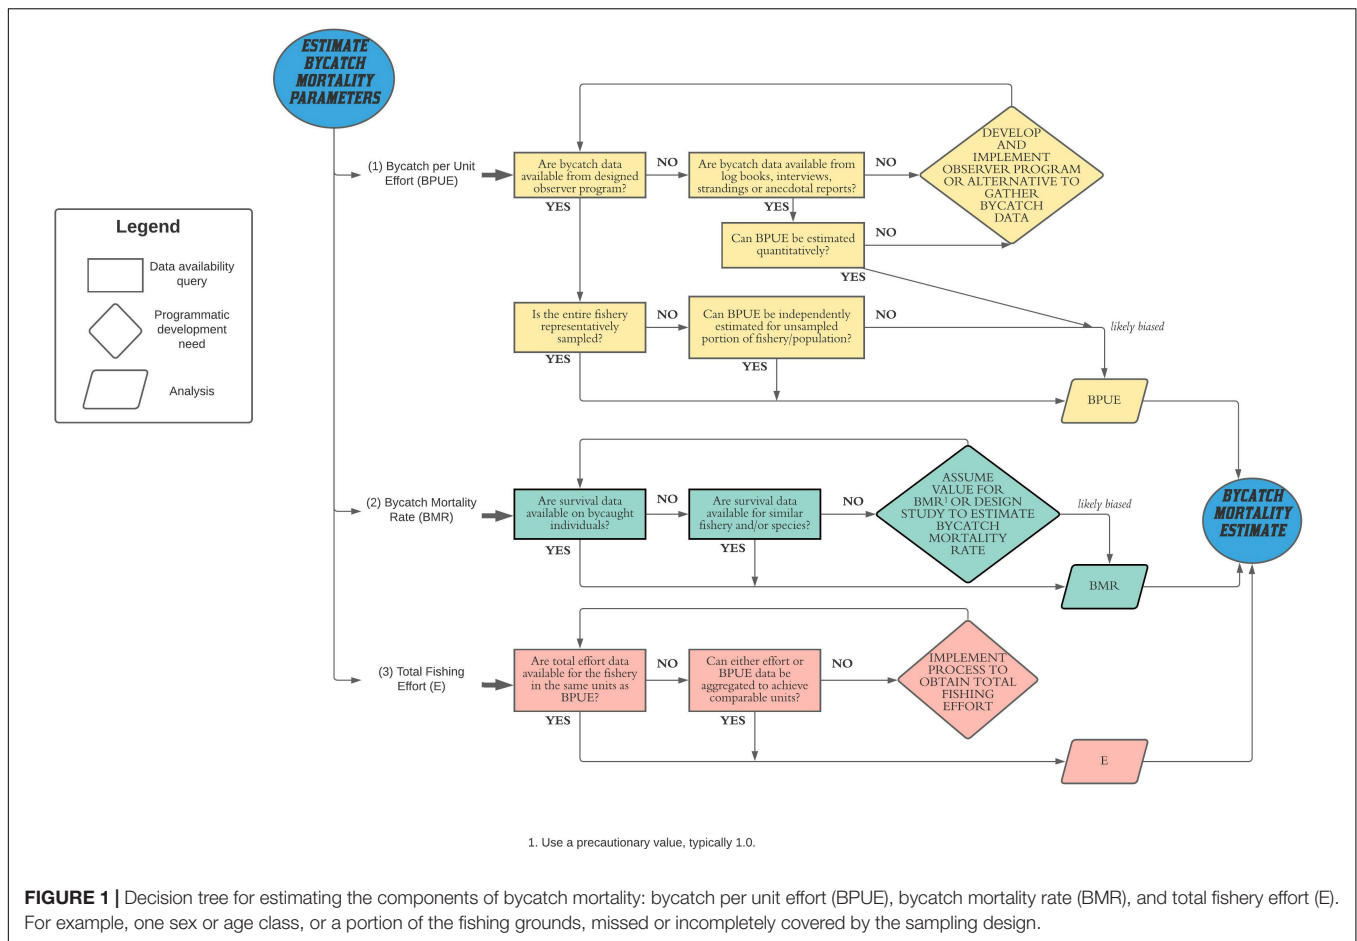 ESTIMATE
BYCATCH
MORTALITY
PARAMETERS
(1) Bycatch per Unit
Effort (BPUE)
Are bycatch data
available from designed
observer program?
NO
YES
Are bycatch data available from
log books, interviews,
strandings or anecdotal reports?
NO
YES
DEVELOP
AND
IMPLEMENT
OBSERVER PROGRAM
OR ALTERNATIVE TO
GATHER
BYCATCH
DATA
Can BPUE be estimated
quantitatively?
NO
YES
Legend
Data availability
query
Programmatic
development
need
Analysis
Is the entire fishery
representatively
sampled?
NO
YES
Can BPUE be independently
estimated for unsampled
portion of fishery/population?
NO
YES
likely biased
BPUE
(2) Bycatch Mortality
Rate (BMR)
Are survival data
available on bycaught
individuals?
NO
YES
Are survival data
available for similar
fishery and/or species?
NO
YES
ASSUME
VALUE FOR
BMR¹ OR DESIGN
STUDY TO ESTIMATE
BYCATCH
MORTALITY
RATE
likely biased
BMR
BYCATCH
MORTALITY
ESTIMATE
(3) Total Fishing
Effort (E)
Are total effort data
available for the fishery
in the same units as
BPUE?
NO
YES
Can either effort or
BPUE data be
aggregated to achieve
comparable units?
NO
YES
IMPLEMENT
PROCESS TO
OBTAIN TOTAL
FISHING
EFFORT
E
1. Use a precautionary value, typically 1.0.
FIGURE 1 | Decision tree for estimating the components of bycatch mortality: bycatch per unit effort (BPUE), bycatch mortality rate (BMR), and total fishery effort (E).
For example, one sex or age class, or a portion of the fishing grounds, missed or incompletely covered by the sampling design.